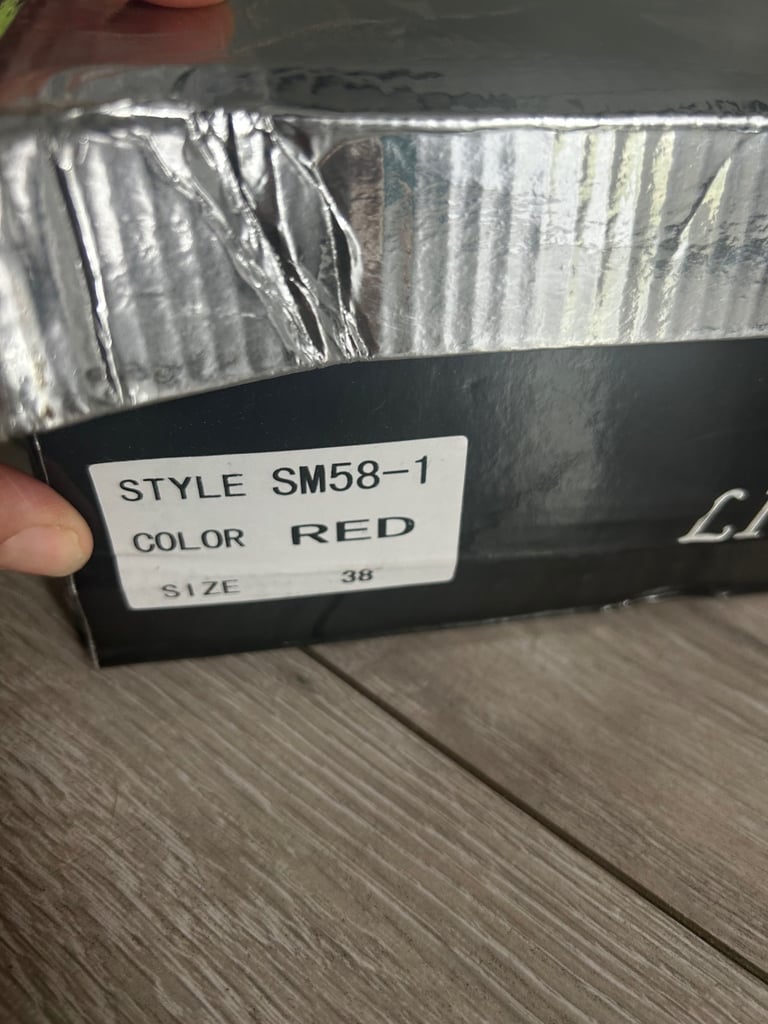 STYLE SM58-1
COLOR RED
SIZE 38